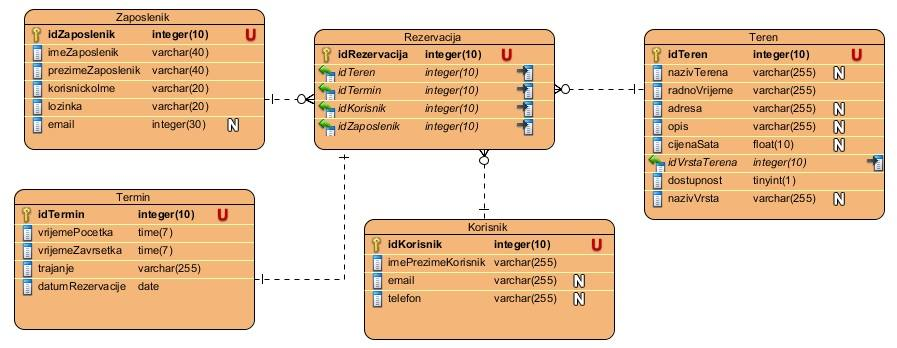 Zaposlenik
idZaposlenik integer(10) U
imeZaposlenik varchar(40)
prezimeZaposlenik varchar(40)
korisnickoIme varchar(20)
lozinka varchar(20)
email integer(30) N
Rezervacija
idRezervacija integer(10) U
idTeren integer(10)
idTermin integer(10)
idKorisnik integer(10)
idZaposlenik integer(10)
Teren
idTeren integer(10) U
nazivTerena varchar(255) N
radnoVrijeme varchar(255)
adresa varchar(255) N
opis varchar(255) N
cijenaSata float(10) N
idVrstaTerena integer(10)
dostupnost tinyint(1)
nazivVrsta varchar(255) N
Termin
idTermin integer(10) U
vrijemePocetka time(7)
vrijemeZavrsetka time(7)
trajanje varchar(255)
datumRezervacije date
Korisnik
idKorisnik integer(10) U
imePrezimeKorisnik varchar(255)
email varchar(255) N
telefon varchar(255) N